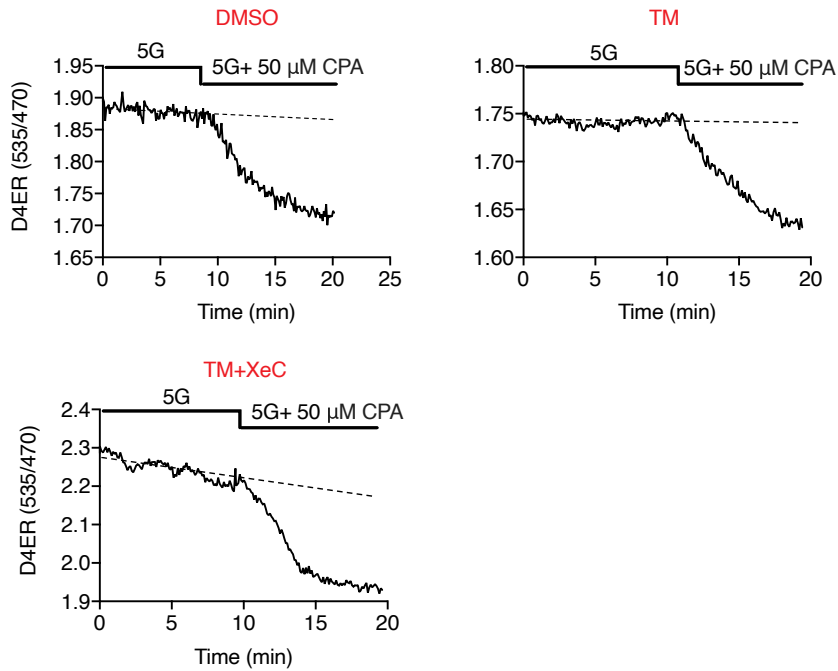 DMSO
5G
5G+ 50 µM CPA
1.95
1.90
1.85
1.80
1.75
1.70
1.65
D4ER (535/470)
0 5 10 15 20 25
Time (min)
TM
5G
5G+ 50 µM CPA
1.80
1.75
1.70
1.65
1.60
0 5 10 15 20
Time (min)
TM+XeC
5G
5G+ 50 µM CPA
2.4
2.3
2.2
2.1
2.0
1.9
D4ER (535/470)
0 5 10 15 20
Time (min)